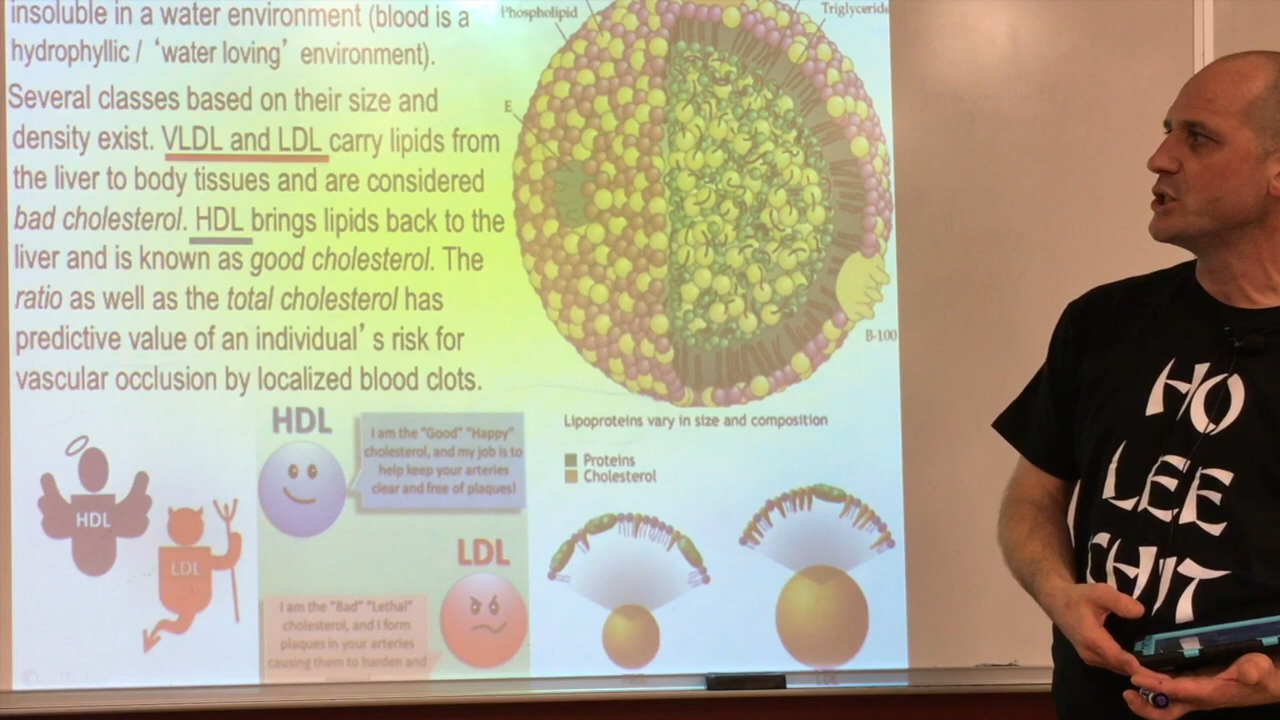 insoluble in a water environment (blood is a
hydrophyllic / ‘water loving’ environment).
Several classes based on their size and
density exist. VLDL and LDL carry lipids from
the liver to body tissues and are considered
bad cholesterol. HDL brings lipids back to the
liver and is known as good cholesterol. The
ratio as well as the total cholesterol has
predictive value of an individual’s risk for
vascular occlusion by localized blood clots.
Phospholipid
Triglyceride
E
B-100
HDL
LDL
HDL
I am the "Good" "Happy"
cholesterol, and my job is to
help keep your arteries
clear and free of plaques!
LDL
I am the "Bad" "Lethal"
cholesterol, and I form
plaques in your arteries
causing them to harden and
Lipoproteins vary in size and composition
Proteins
Cholesterol
HO
LEE
CHIT